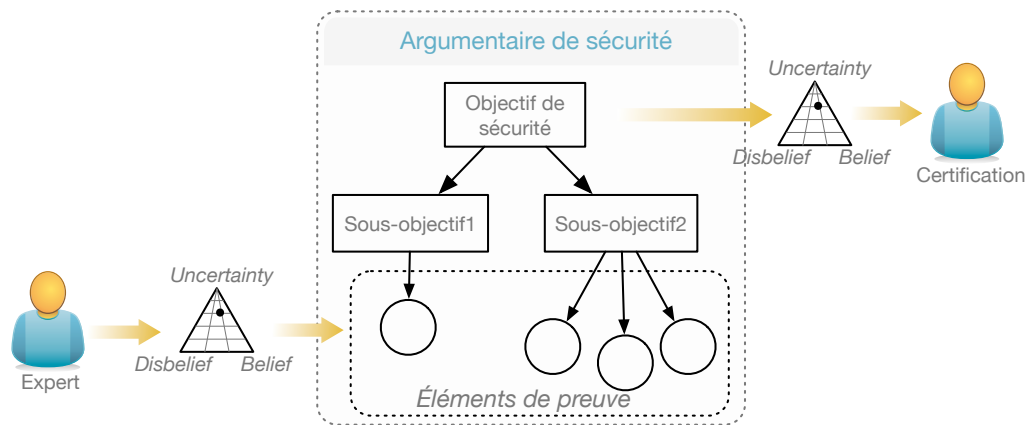 Argumentaire de sécurité
Objectif de
sécurité
Uncertainty
Disbelief
Belief
Certification
Sous-objectif1
Sous-objectif2
Uncertainty
Disbelief
Belief
Expert
Éléments de preuve